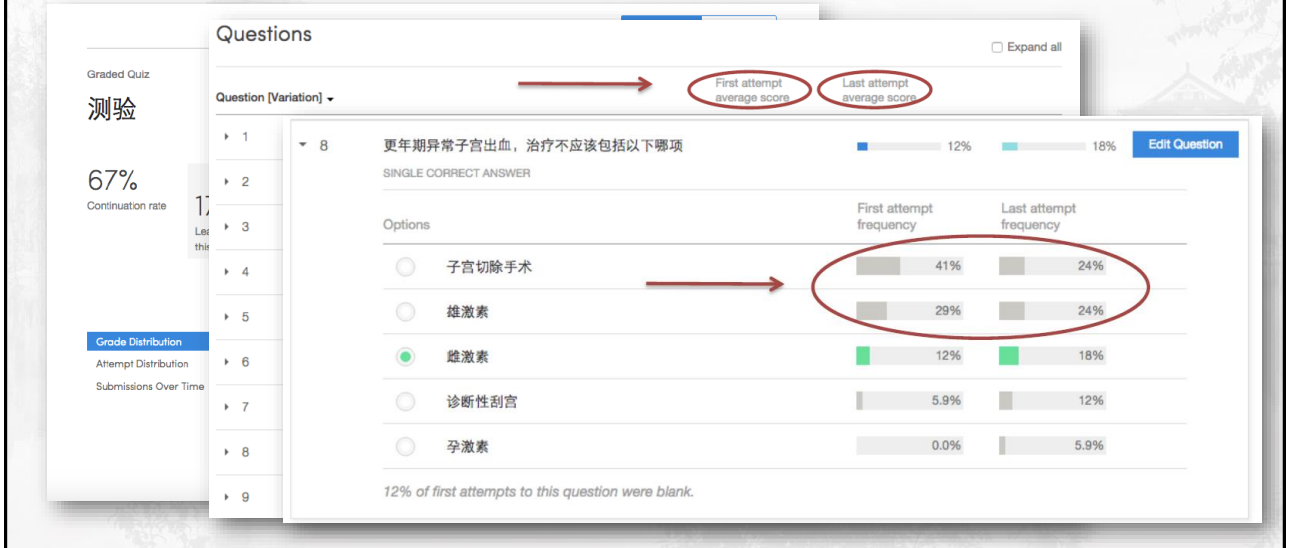 Graded Quiz
测验
67%
Continuation rate
Grade Distribution
Attempt Distribution
Submissions Over Time
Questions
Expand all
Question [Variation]
First attempt average score
Last attempt average score
1
2
3
4
5
6
7
8
9
8 更年期异常子宫出血，治疗不应该包括以下哪项 12% 18% Edit Question
SINGLE CORRECT ANSWER
Options First attempt frequency Last attempt frequency
子宫切除手术 41% 24%
雄激素 29% 24%
雌激素 12% 18%
诊断性刮宫 5.9% 12%
孕激素 0.0% 5.9%
12% of first attempts to this question were blank.